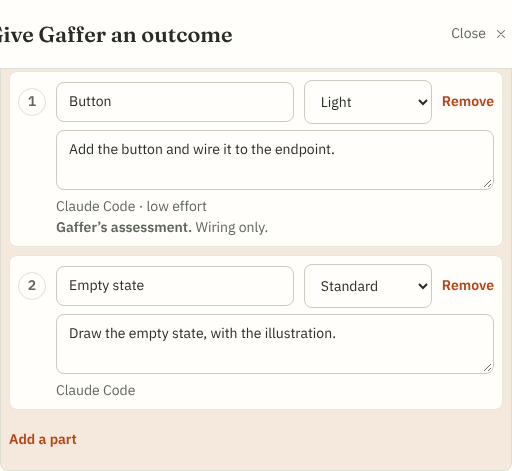 Give Gaffer an outcome
Close ×
1
Button
Light
Remove
Add the button and wire it to the endpoint.
Claude Code · low effort
Gaffer’s assessment. Wiring only.
2
Empty state
Standard
Remove
Draw the empty state, with the illustration.
Claude Code
Add a part